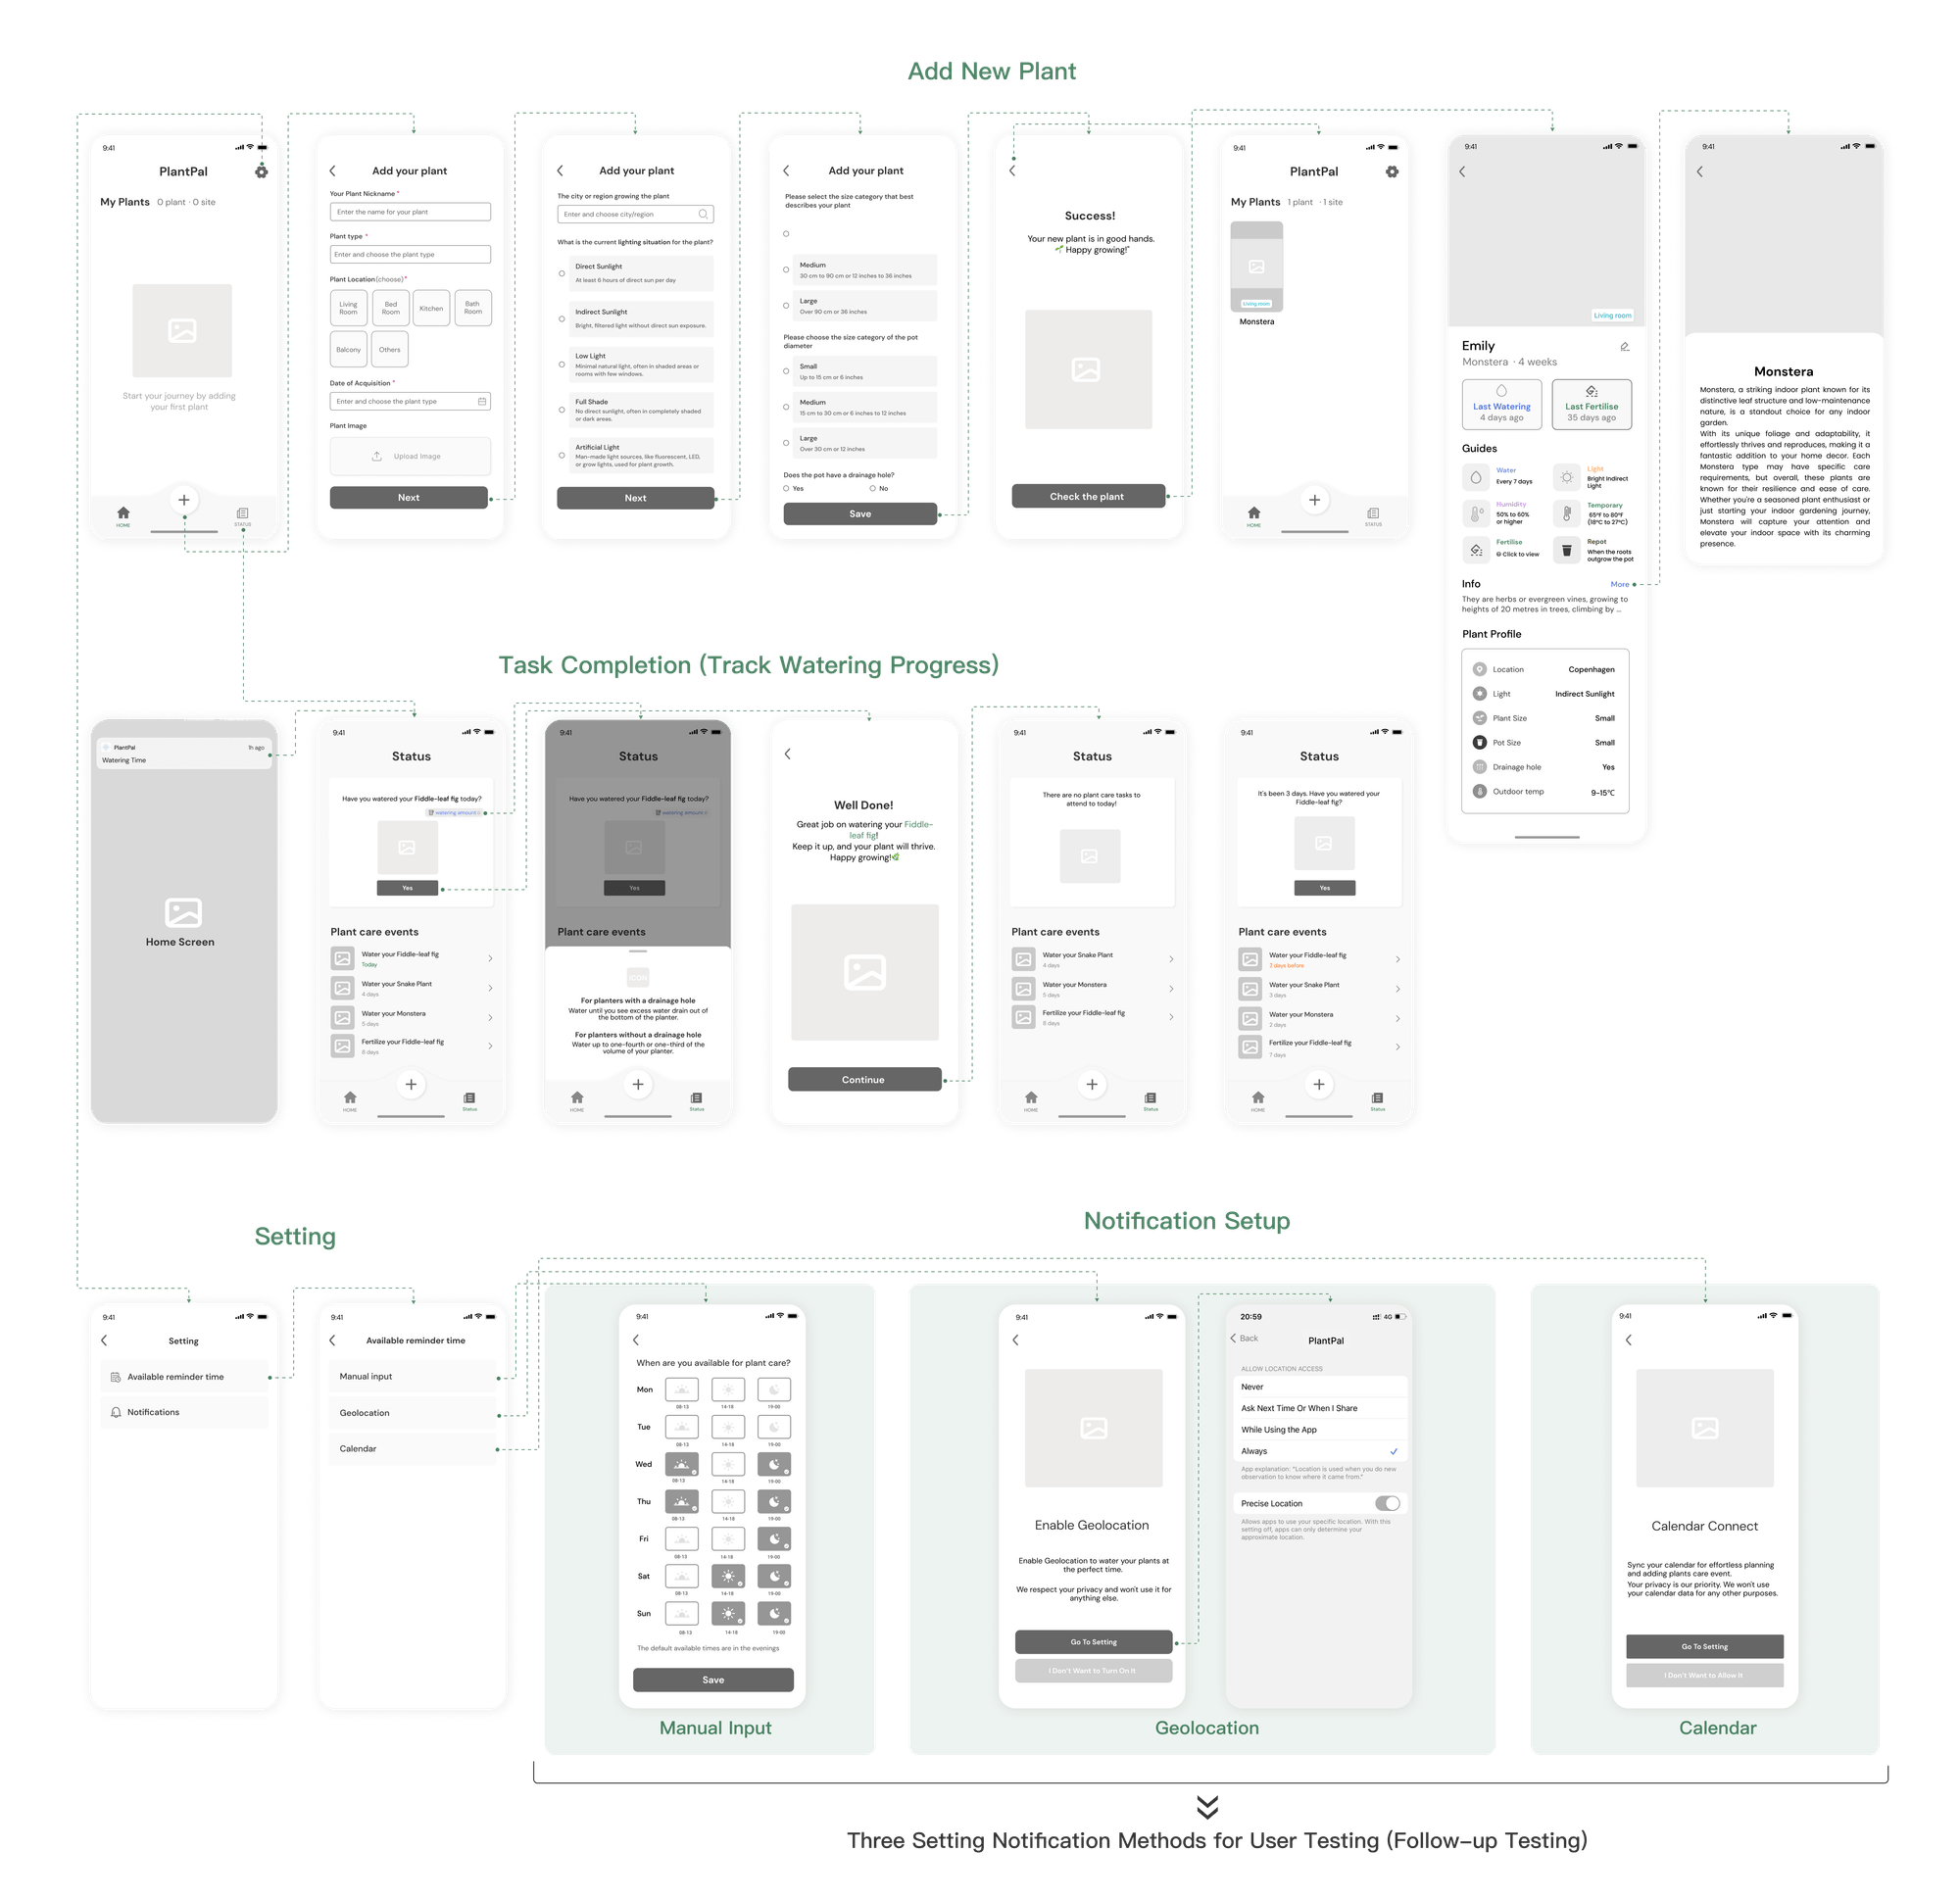 Add New Plant
9:41
PlantPal
My Plants 0 plant · 0 site
Start your journey by adding
your first plant
HOME
STATUS
Add your plant
Your Plant Nickname *
Enter the name for your plant
Plant type *
Enter and choose the plant type
Plant Location(choose)*
Living
Room
Bed
Room
Kitchen
Bath
Room
Balcony
Others
Date of Acquisition *
Enter and choose the plant type
Plant Image
Upload Image
Next
Add your plant
The city or region growing the plant
Enter and choose city/region
What is the current lighting situation for the plant?
Direct Sunlight
At least 6 hours of direct sun per day
Indirect Sunlight
Bright, filtered light without direct sun exposure.
Low Light
Minimal natural light, often in shaded areas or
rooms with few windows.
Full Shade
No direct sunlight, often in completely shaded
or dark areas.
Artificial Light
Man-made light sources, like fluorescent, LED,
or grow lights, used for plant growth.
Next
Add your plant
Please select the size category that best
describes your plant
Medium
30 cm to 90 cm or 12 inches to 36 inches
Large
Over 90 cm or 36 inches
Please choose the size category of the pot
diameter
Small
Up to 15 cm or 6 inches
Medium
15 cm to 30 cm or 6 inches to 12 inches
Large
Over 30 cm or 12 inches
Does the pot have a drainage hole?
Yes
No
Save
Success!
Your new plant is in good hands.
Happy growing!"
Check the plant
9:41
PlantPal
My Plants 1 plant · 1 site
Living room
Monstera
HOME
STATUS
9:41
Living room
Emily
Monstera · 4 weeks
Last Watering
4 days ago
Last Fertilise
35 days ago
Guides
Water
Every 7 days
Light
Bright Indirect
Light
Humidity
50% to 60%
or higher
Temporary
65°F to 80°F
(18°C to 27°C)
Fertilise
Click to view
Repot
When the roots
outgrow the pot
Info
More
They are herbs or evergreen vines, growing to
heights of 20 metres in trees, climbing by ...
Plant Profile
Location Copenhagen
Light Indirect Sunlight
Plant Size Small
Pot Size Small
Drainage hole Yes
Outdoor temp 9-15°C
9:41
Monstera
Monstera, a striking indoor plant known for its
distinctive leaf structure and low-maintenance
nature, is a standout choice for any indoor
garden.
With its unique foliage and adaptability, it
effortlessly thrives and reproduces, making it a
fantastic addition to your home decor. Each
Monstera type may have specific care
requirements, but overall, these plants are
known for their resilience and ease of care.
Whether you're a seasoned plant enthusiast or
just starting your indoor gardening journey,
Monstera will capture your attention and
elevate your indoor space with its charming
presence.
Task Completion (Track Watering Progress)
PlantPal 1h ago
Watering Time
Home Screen
9:41
Status
Have you watered your Fiddle-leaf fig today?
watering amount
Yes
Plant care events
Water your Fiddle-leaf fig
Today
Water your Snake Plant
4 days
Water your Monstera
5 days
Fertilize your Fiddle-leaf fig
8 days
HOME
Status
9:41
Status
Have you watered your Fiddle-leaf fig today?
watering amount
Yes
Plant care events
ICON
For planters with a drainage hole
Water until you see excess water drain out of
the bottom of the planter.
For planters without a drainage hole
Water up to one-fourth or one-third of the
volume of your planter.
HOME
Status
Well Done!
Great job on watering your Fiddle-
leaf fig!
Keep it up, and your plant will thrive.
Happy growing!
Continue
9:41
Status
There are no plant care tasks to
attend to today!
Plant care events
Water your Snake Plant
4 days
Water your Monstera
5 days
Fertilize your Fiddle-leaf fig
8 days
HOME
Status
9:41
Status
It's been 3 days. Have you watered your
Fiddle-leaf fig?
Yes
Plant care events
Water your Fiddle-leaf fig
2 days before
Water your Snake Plant
3 days
Water your Monstera
2 days
Fertilize your Fiddle-leaf fig
7 days
HOME
Status
Setting
9:41
Setting
Available reminder time
Notifications
9:41
Available reminder time
Manual input
Geolocation
Calendar
Notification Setup
9:41
When are you available for plant care?
Mon
08-13 14-18 19-00
Tue
08-13 14-18 19-00
Wed
08-13 14-18 19-00
Thu
08-13 14-18 19-00
Fri
08-13 14-18 19-00
Sat
08-13 14-18 19-00
Sun
08-13 14-18 19-00
The default available times are in the evenings
Save
Manual Input
9:41
Enable Geolocation
Enable Geolocation to water your plants at
the perfect time.
We respect your privacy and won't use it for
anything else.
Go To Setting
I Don't Want to Turn On It
20:59 4G
Back
PlantPal
ALLOW LOCATION ACCESS
Never
Ask Next Time Or When I Share
While Using the App
Always
App explanation: "Location is used when you do new
observation to know where it came from."
Precise Location
Allows apps to use your specific location. With this
setting off, apps can only determine your
approximate location.
Geolocation
9:41
Calendar Connect
Sync your calendar for effortless planning
and adding plants care event.
Your privacy is our priority. We won't use
your calendar data for any other purposes.
Go To Setting
I Don't Want to Allow It
Calendar
Three Setting Notification Methods for User Testing (Follow-up Testing)